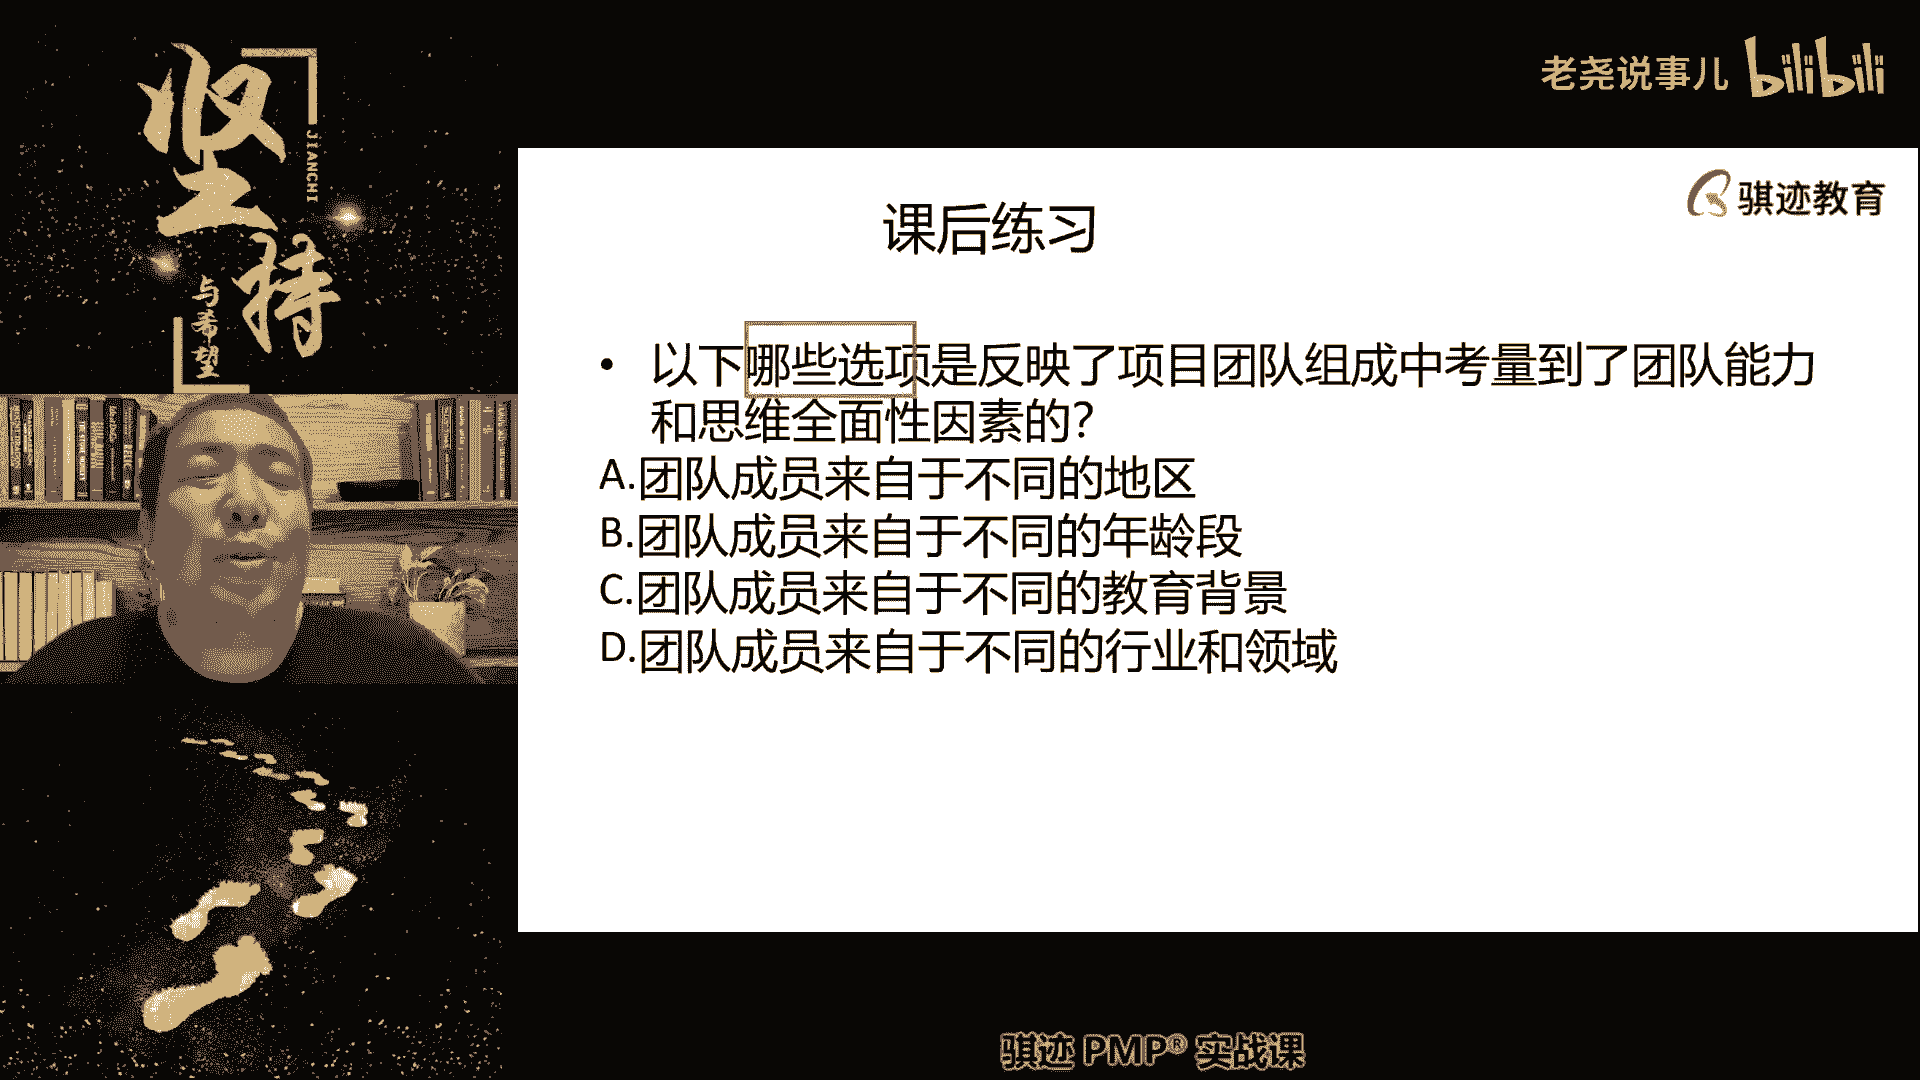 坚
JIANCHI
持
与希望
老尧说事儿 bilibili
骐迹教育
课后练习
• 以下哪些选项是反映了项目团队组成中考量到了团队能力
和思维全面性因素的？
A.团队成员来自于不同的地区
B.团队成员来自于不同的年龄段
C.团队成员来自于不同的教育背景
D.团队成员来自于不同的行业和领域
骐迹 PMP® 实战课